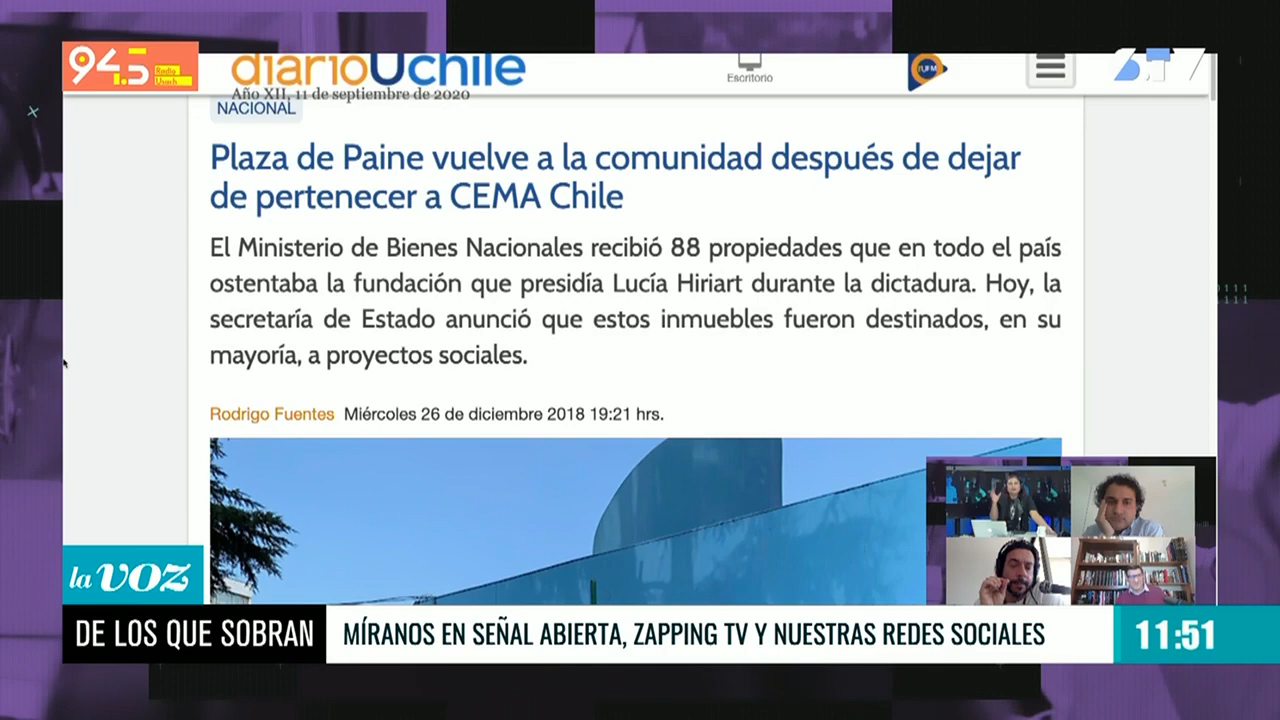 94.5
Radio
Usach
diarioUchile
Año XII, 11 de septiembre de 2020
Escritorio
NACIONAL
Plaza de Paine vuelve a la comunidad después de dejar
de pertenecer a CEMA Chile
El Ministerio de Bienes Nacionales recibió 88 propiedades que en todo el país
ostentaba la fundación que presidía Lucía Hiriart durante la dictadura. Hoy, la
secretaría de Estado anunció que estos inmuebles fueron destinados, en su
mayoría, a proyectos sociales.
Rodrigo Fuentes Miércoles 26 de diciembre 2018 19:21 hrs.
la voz
DE LOS QUE SOBRAN
MÍRANOS EN SEÑAL ABIERTA, ZAPPING TV Y NUESTRAS REDES SOCIALES
11:51